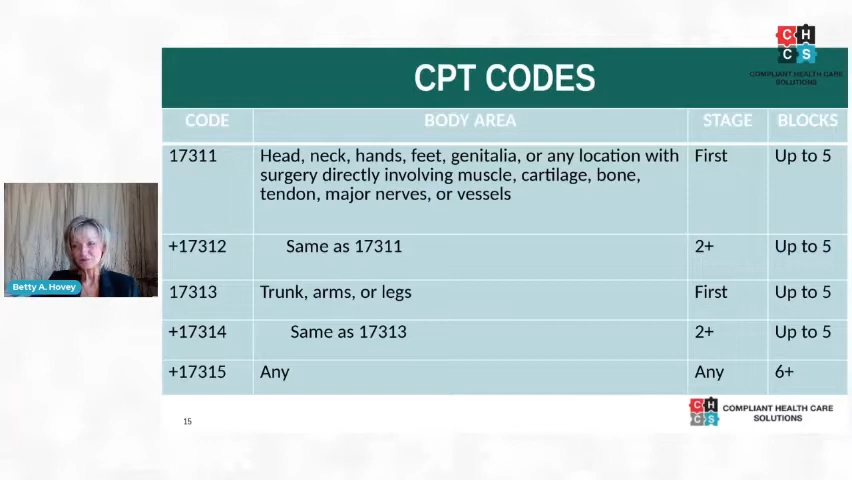 C H
C S
COMPLIANT HEALTH CARE
SOLUTIONS
CPT CODES
CODE BODY AREA STAGE BLOCKS
17311 Head, neck, hands, feet, genitalia, or any location with First Up to 5
surgery directly involving muscle, cartilage, bone,
tendon, major nerves, or vessels
+17312 Same as 17311 2+ Up to 5
17313 Trunk, arms, or legs First Up to 5
+17314 Same as 17313 2+ Up to 5
+17315 Any Any 6+
Betty A. Hovey
15
C H
C S
COMPLIANT HEALTH CARE
SOLUTIONS